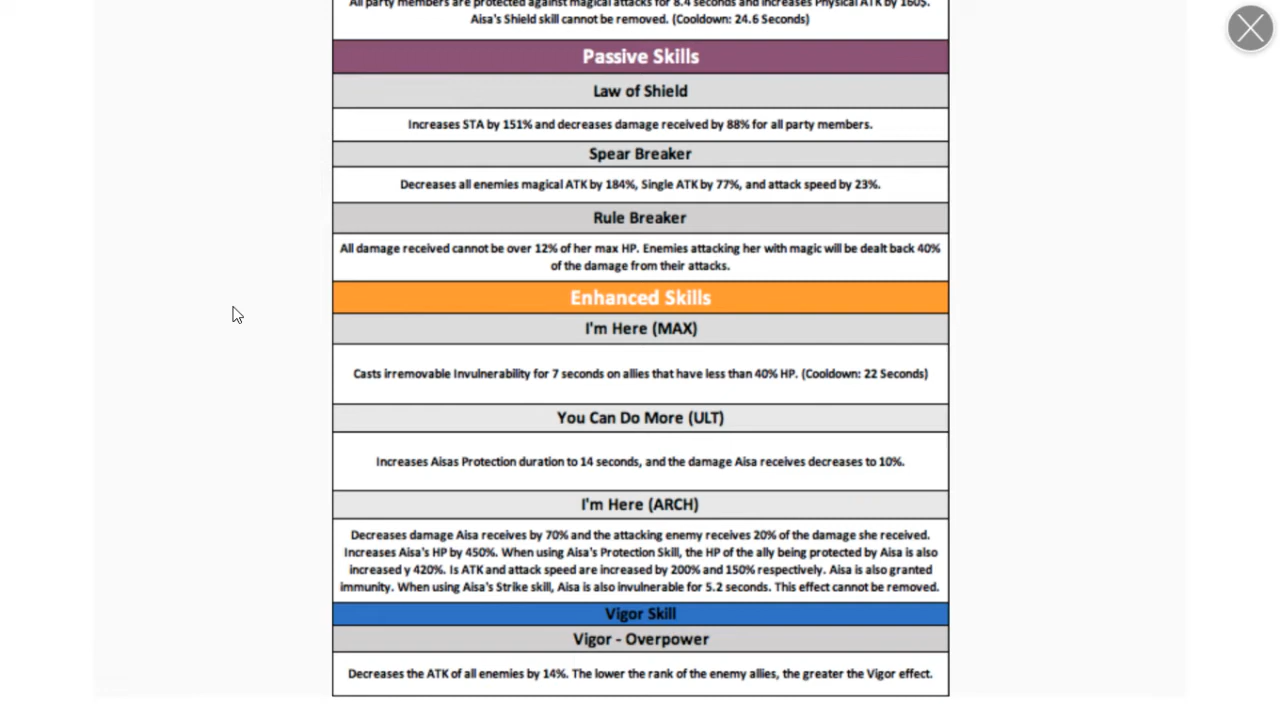 All party members are protected against magical attacks for 8.4 seconds and increases Physical ATK by 160$.
Aisa's Shield skill cannot be removed. (Cooldown: 24.6 Seconds)
Passive Skills
Law of Shield
Increases STA by 151% and decreases damage received by 88% for all party members.
Spear Breaker
Decreases all enemies magical ATK by 184%, Single ATK by 77%, and attack speed by 23%.
Rule Breaker
All damage received cannot be over 12% of her max HP. Enemies attacking her with magic will be dealt back 40%
of the damage from their attacks.
Enhanced Skills
I'm Here (MAX)
Casts irremovable Invulnerability for 7 seconds on allies that have less than 40% HP. (Cooldown: 22 Seconds)
You Can Do More (ULT)
Increases Aisas Protection duration to 14 seconds, and the damage Aisa receives decreases to 10%.
I'm Here (ARCH)
Decreases damage Aisa receives by 70% and the attacking enemy receives 20% of the damage she received.
Increases Aisa's HP by 450%. When using Aisa's Protection Skill, the HP of the ally being protected by Aisa is also
increased y 420%. Is ATK and attack speed are increased by 200% and 150% respectively. Aisa is also granted
immunity. When using Aisa's Strike skill, Aisa is also invulnerable for 5.2 seconds. This effect cannot be removed.
Vigor Skill
Vigor - Overpower
Decreases the ATK of all enemies by 14%. The lower the rank of the enemy allies, the greater the Vigor effect.